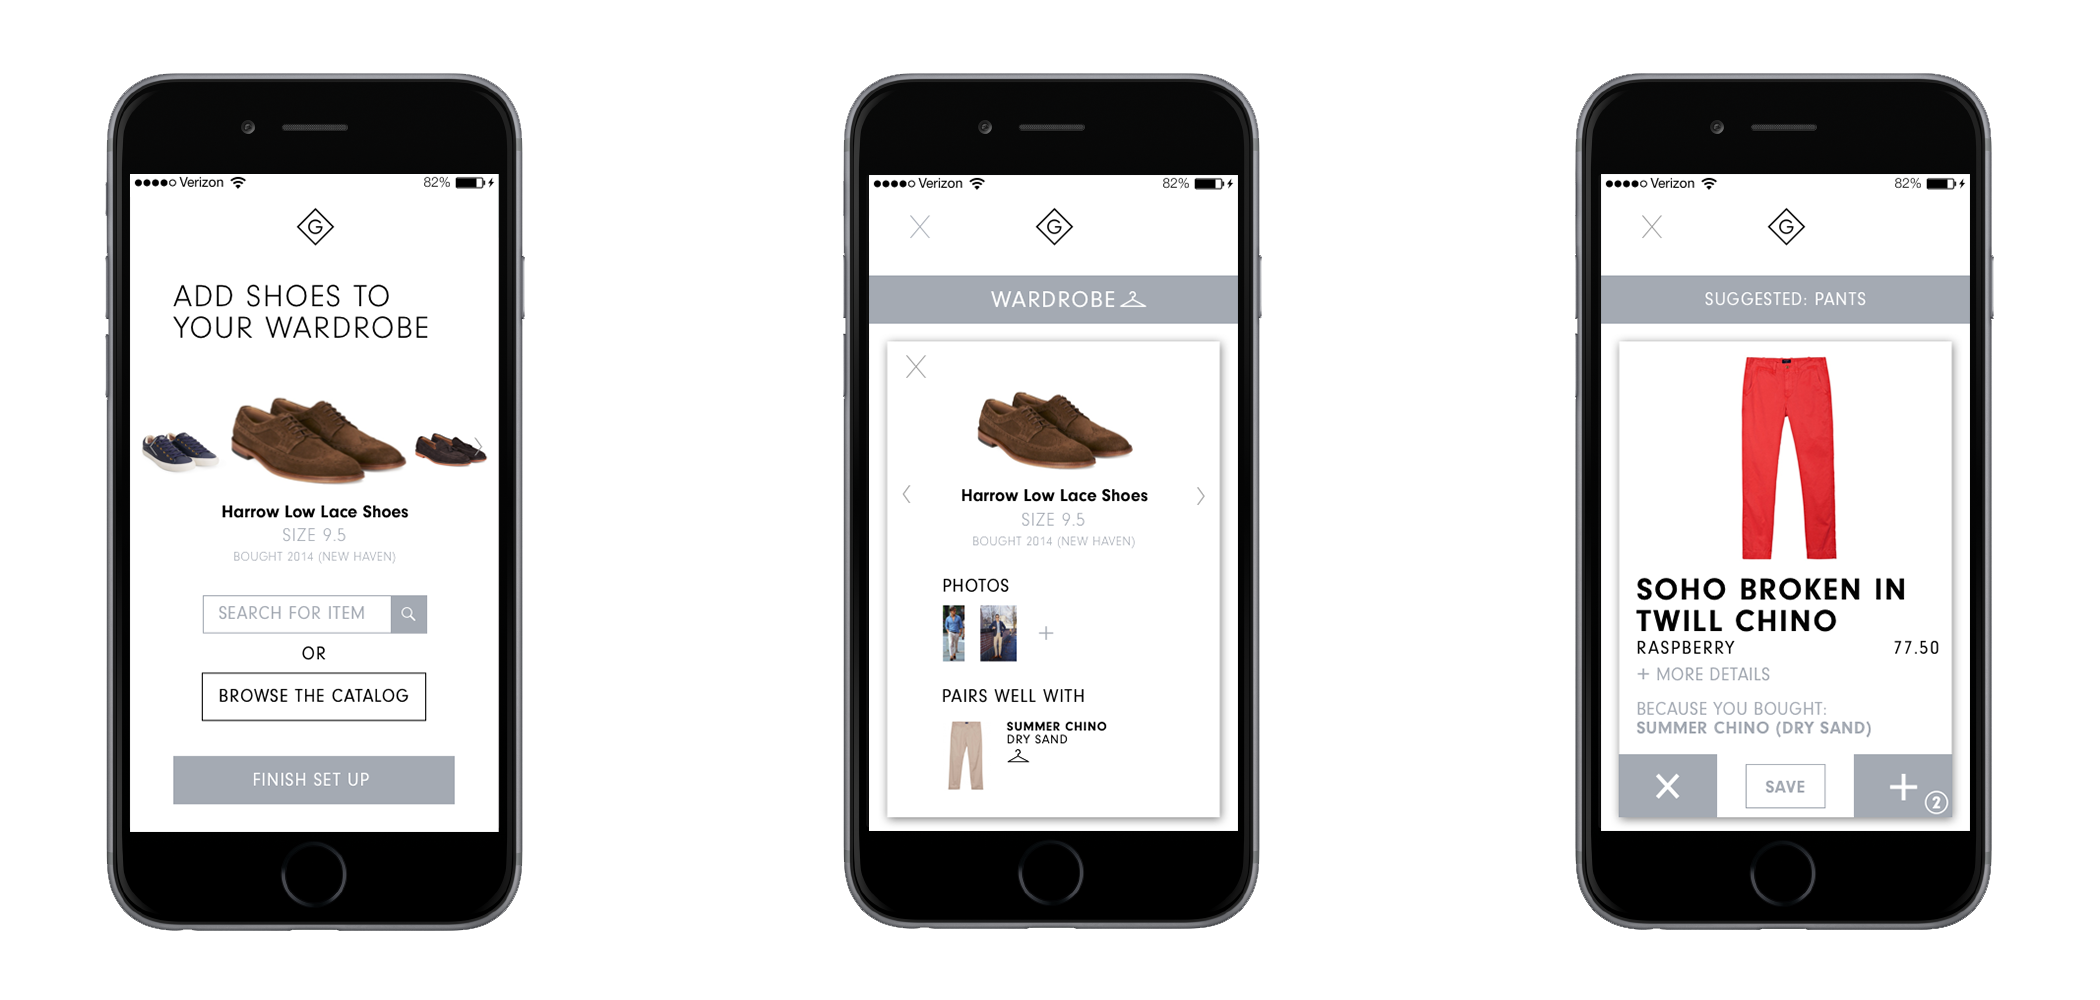 Verizon 82%
G
ADD SHOES TO
YOUR WARDROBE
Harrow Low Lace Shoes
SIZE 9.5
BOUGHT 2014 (NEW HAVEN)
SEARCH FOR ITEM
OR
BROWSE THE CATALOG
FINISH SET UP
Verizon 82%
G
WARDROBE
Harrow Low Lace Shoes
SIZE 9.5
BOUGHT 2014 (NEW HAVEN)
PHOTOS
+
PAIRS WELL WITH
SUMMER CHINO
DRY SAND
Verizon 82%
G
SUGGESTED: PANTS
SOHO BROKEN IN
TWILL CHINO
RASPBERRY 77.50
+ MORE DETAILS
BECAUSE YOU BOUGHT:
SUMMER CHINO (DRY SAND)
SAVE + 2